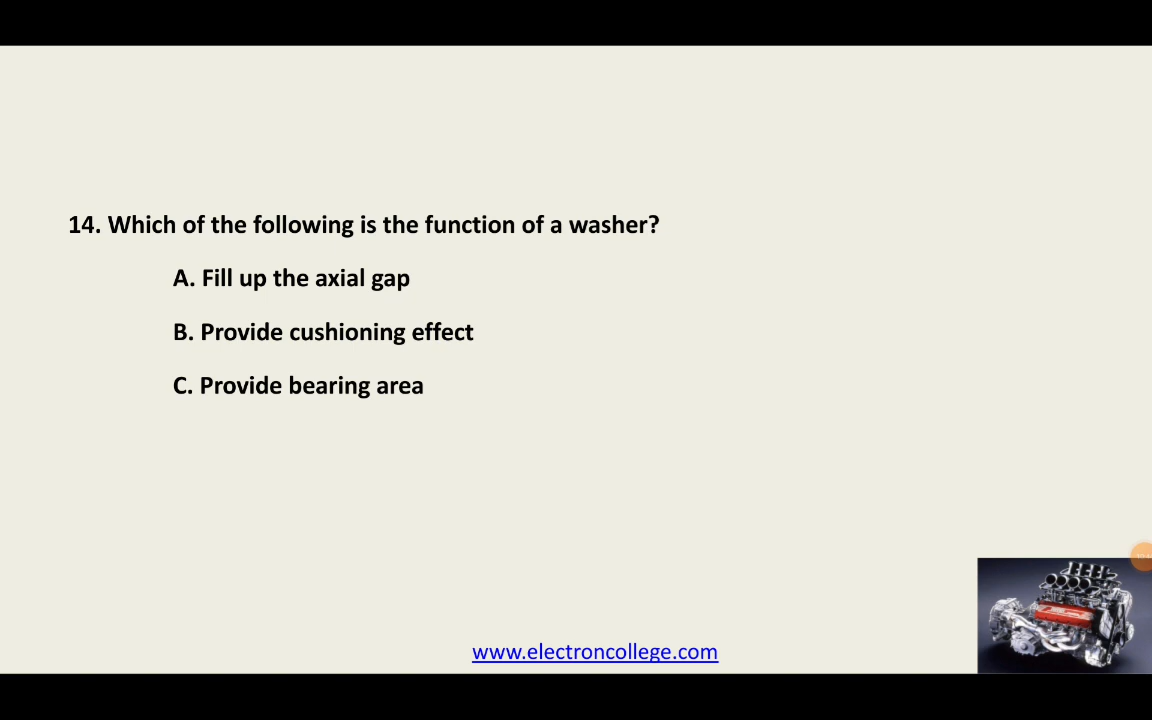 14. Which of the following is the function of a washer?
A. Fill up the axial gap
B. Provide cushioning effect
C. Provide bearing area
www.electroncollege.com